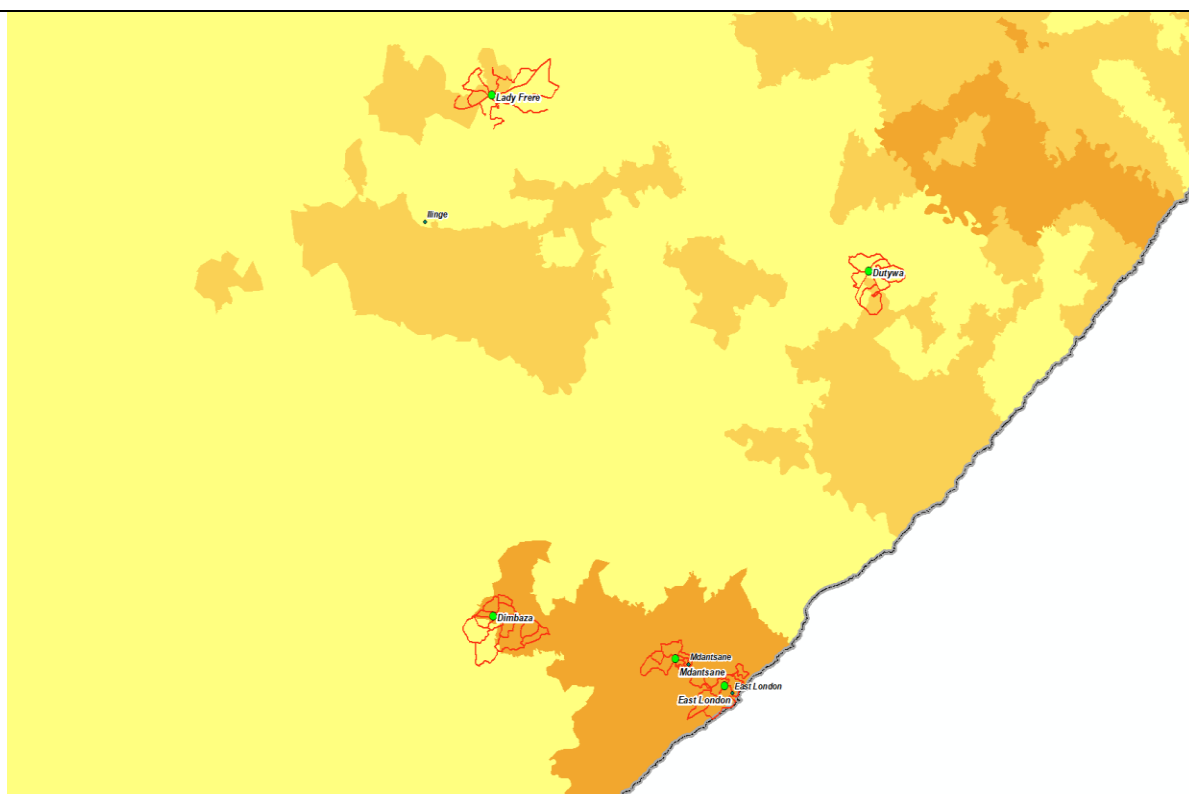 Lady Frere
Ilinge
Dutywa
Dimbaza
Mdantsane
Mdantsane
East London
East London